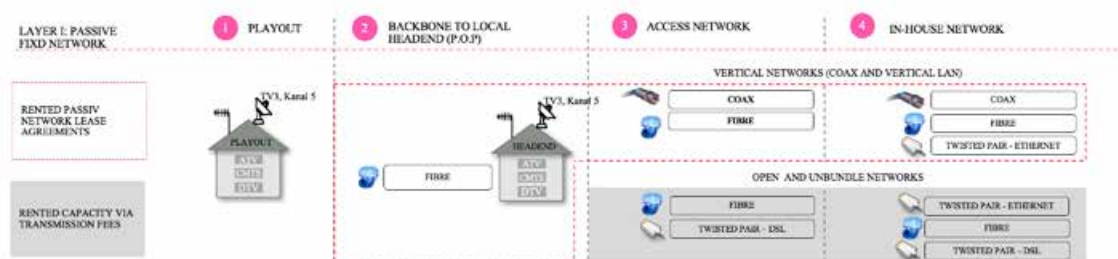 LAYER I: PASSIVE
FIXD NETWORK
1 PLAYOUT
2 BACKBONE TO LOCAL
HEADEND (P.O.P)
3 ACCESS NETWORK
4 IN-HOUSE NETWORK
VERTICAL NETWORKS (COAX AND VERTICAL LAN)
RENTED PASSIV
NETWORK LEASE
AGREEMENTS
TV3, Kanal 5
PLAYOUT
ATV
CMTS
DTV
FIBRE
TV3, Kanal 5
HEADEND
ATV
CMTS
DTV
COAX
FIBRE
COAX
FIBRE
TWISTED PAIR - ETHERNET
OPEN AND UNBUNDLE NETWORKS
RENTED CAPACITY VIA
TRANSMISSION FEES
FIBRE
TWISTED PAIR - DSL
TWISTED PAIR - ETHERNET
FIBRE
TWISTED PAIR - DSL